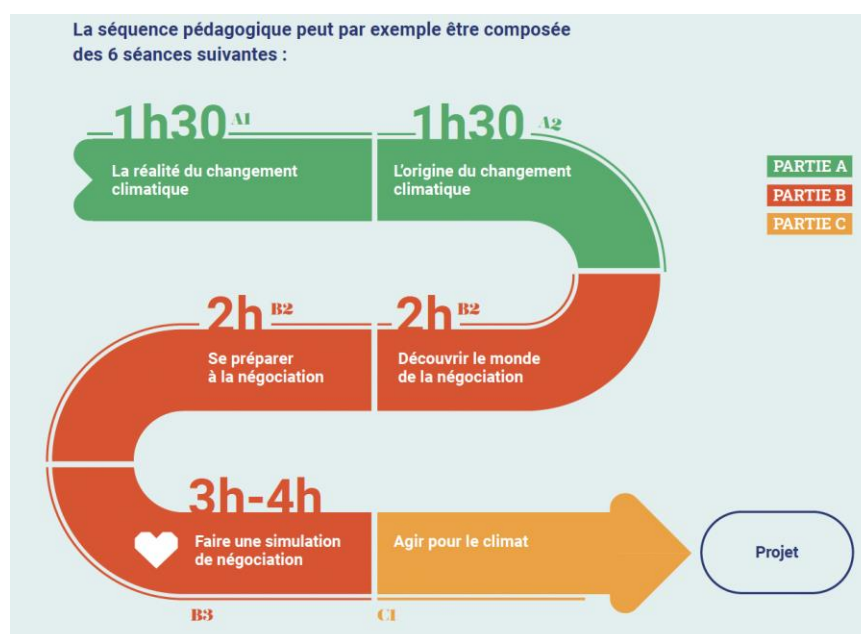 La séquence pédagogique peut par exemple être composée
des 6 séances suivantes :
1h30 A1
La réalité du changement
climatique
1h30 A2
L'origine du changement
climatique
PARTIE A
PARTIE B
PARTIE C
2h B2
Découvrir le monde
de la négociation
2h B2
Se préparer
à la négociation
3h-4h
Faire une simulation
de négociation
B3
Agir pour le climat
C1
Projet